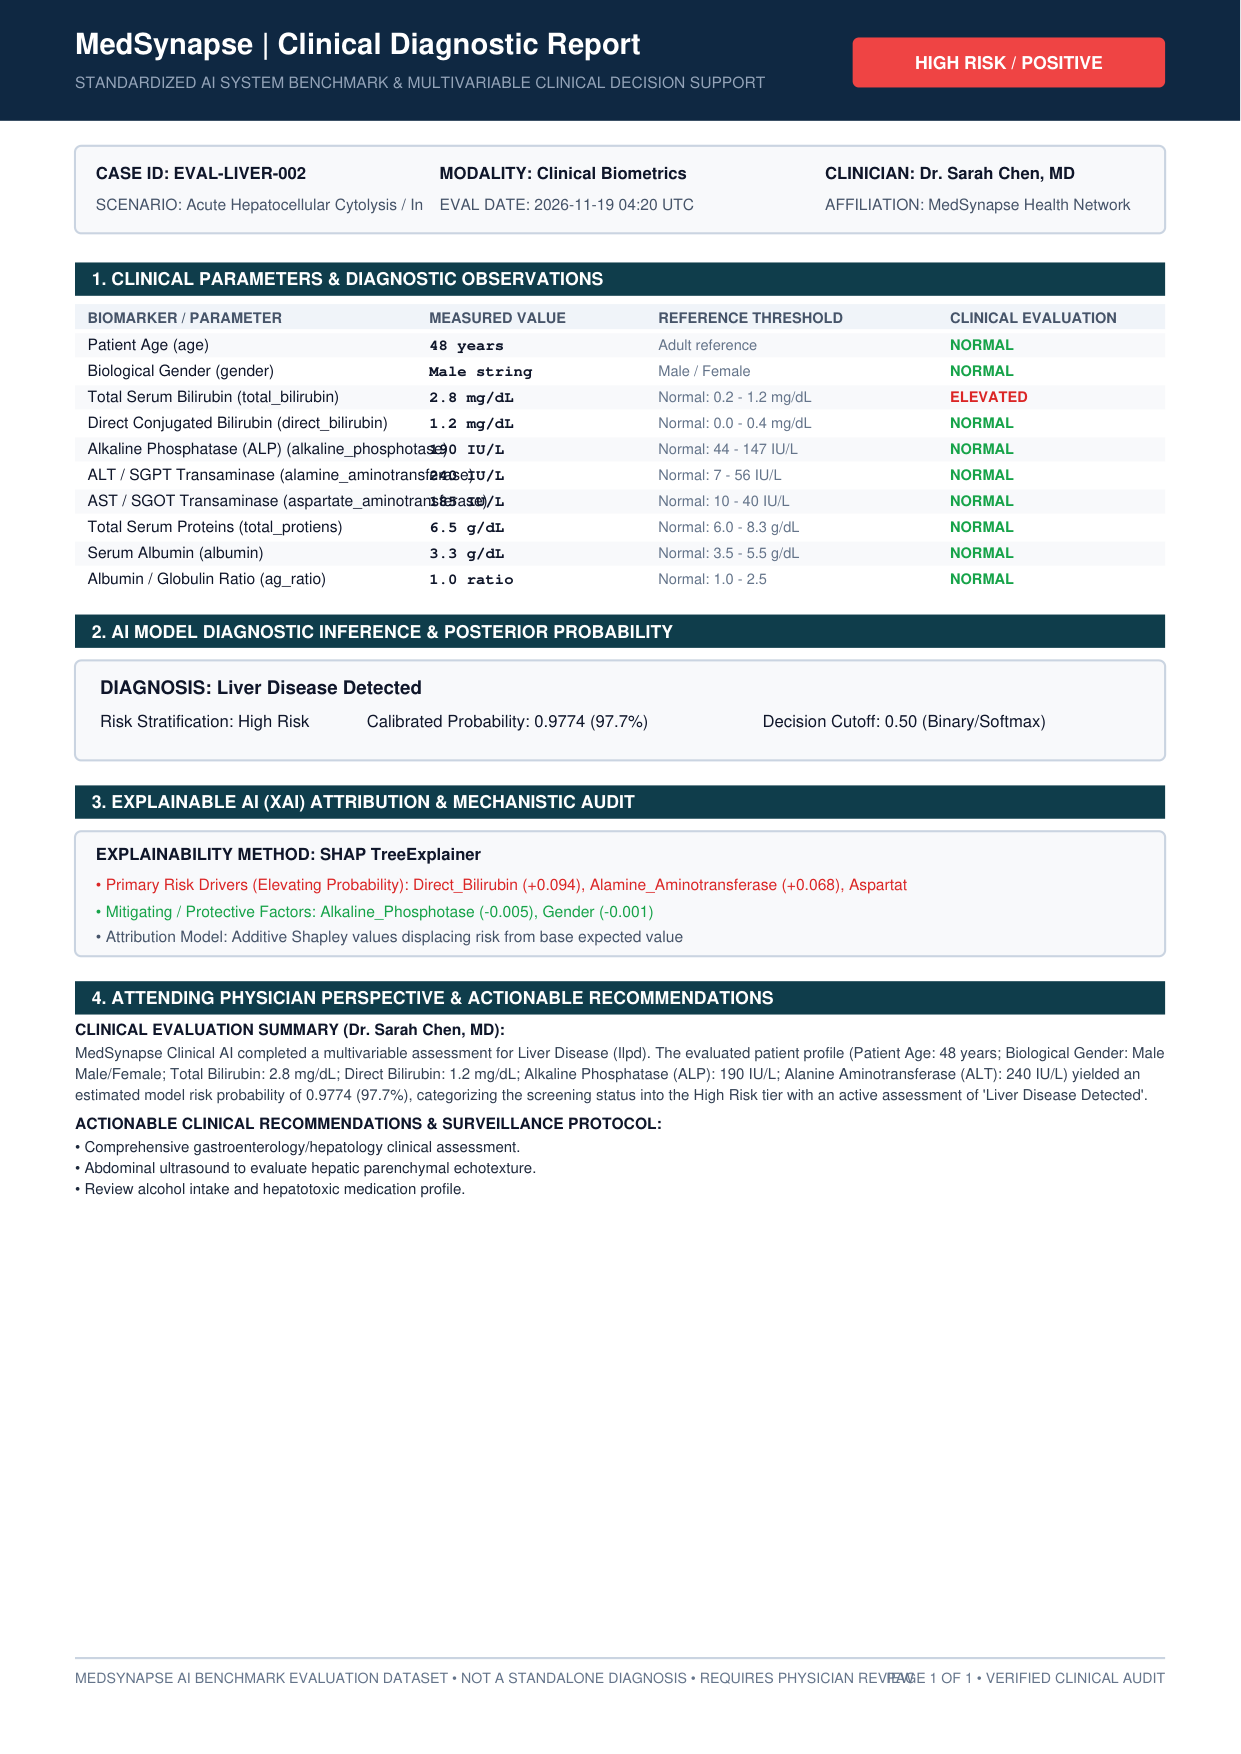 MedSynapse | Clinical Diagnostic Report
STANDARDIZED AI SYSTEM BENCHMARK & MULTIVARIABLE CLINICAL DECISION SUPPORT
HIGH RISK / POSITIVE
CASE ID: EVAL-LIVER-002 MODALITY: Clinical Biometrics CLINICIAN: Dr. Sarah Chen, MD
SCENARIO: Acute Hepatocellular Cytolysis / In EVAL DATE: 2026-11-19 04:20 UTC AFFILIATION: MedSynapse Health Network
1. CLINICAL PARAMETERS & DIAGNOSTIC OBSERVATIONS
BIOMARKER / PARAMETER MEASURED VALUE REFERENCE THRESHOLD CLINICAL EVALUATION
Patient Age (age) 48 years Adult reference NORMAL
Biological Gender (gender) Male string Male / Female NORMAL
Total Serum Bilirubin (total_bilirubin) 2.8 mg/dL Normal: 0.2 - 1.2 mg/dL ELEVATED
Direct Conjugated Bilirubin (direct_bilirubin) 1.2 mg/dL Normal: 0.0 - 0.4 mg/dL NORMAL
Alkaline Phosphatase (ALP) (alkaline_phosphotase) 190 IU/L Normal: 44 - 147 IU/L NORMAL
ALT / SGPT Transaminase (alamine_aminotransferase) 240 IU/L Normal: 7 - 56 IU/L NORMAL
AST / SGOT Transaminase (aspartate_aminotransferase) 185 IU/L Normal: 10 - 40 IU/L NORMAL
Total Serum Proteins (total_protiens) 6.5 g/dL Normal: 6.0 - 8.3 g/dL NORMAL
Serum Albumin (albumin) 3.3 g/dL Normal: 3.5 - 5.5 g/dL NORMAL
Albumin / Globulin Ratio (ag_ratio) 1.0 ratio Normal: 1.0 - 2.5 NORMAL
2. AI MODEL DIAGNOSTIC INFERENCE & POSTERIOR PROBABILITY
DIAGNOSIS: Liver Disease Detected
Risk Stratification: High Risk Calibrated Probability: 0.9774 (97.7%) Decision Cutoff: 0.50 (Binary/Softmax)
3. EXPLAINABLE AI (XAI) ATTRIBUTION & MECHANISTIC AUDIT
EXPLAINABILITY METHOD: SHAP TreeExplainer
• Primary Risk Drivers (Elevating Probability): Direct_Bilirubin (+0.094), Alamine_Aminotransferase (+0.068), Aspartat
• Mitigating / Protective Factors: Alkaline_Phosphotase (-0.005), Gender (-0.001)
• Attribution Model: Additive Shapley values displacing risk from base expected value
4. ATTENDING PHYSICIAN PERSPECTIVE & ACTIONABLE RECOMMENDATIONS
CLINICAL EVALUATION SUMMARY (Dr. Sarah Chen, MD):
MedSynapse Clinical AI completed a multivariable assessment for Liver Disease (Ilpd). The evaluated patient profile (Patient Age: 48 years; Biological Gender: Male
Male/Female; Total Bilirubin: 2.8 mg/dL; Direct Bilirubin: 1.2 mg/dL; Alkaline Phosphatase (ALP): 190 IU/L; Alanine Aminotransferase (ALT): 240 IU/L) yielded an
estimated model risk probability of 0.9774 (97.7%), categorizing the screening status into the High Risk tier with an active assessment of 'Liver Disease Detected'.
ACTIONABLE CLINICAL RECOMMENDATIONS & SURVEILLANCE PROTOCOL:
• Comprehensive gastroenterology/hepatology clinical assessment.
• Abdominal ultrasound to evaluate hepatic parenchymal echotexture.
• Review alcohol intake and hepatotoxic medication profile.
MEDSYNAPSE AI BENCHMARK EVALUATION DATASET • NOT A STANDALONE DIAGNOSIS • REQUIRES PHYSICIAN REVIEW PAGE 1 OF 1 • VERIFIED CLINICAL AUDIT